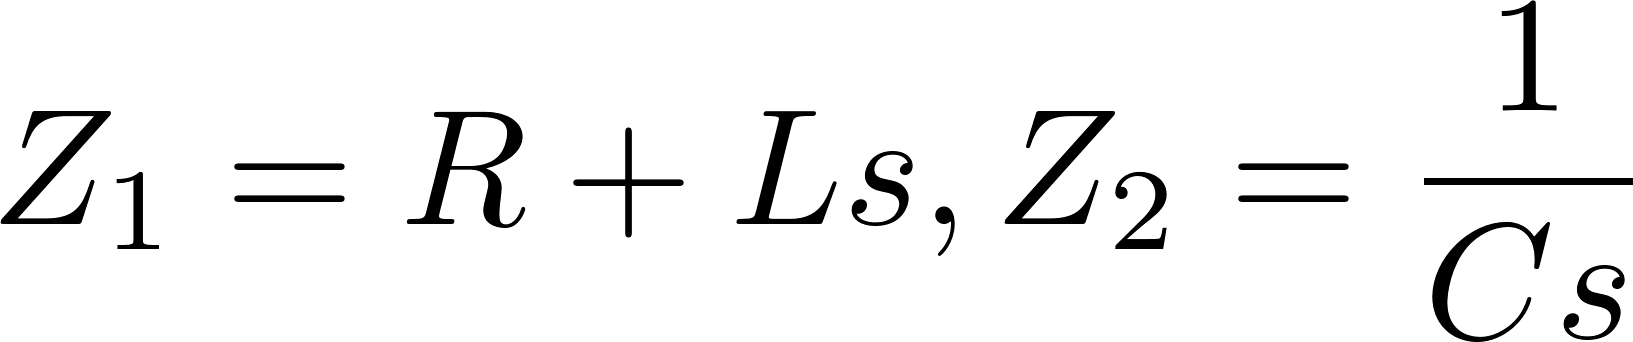 Z_1 = R + Ls, Z_2 = \frac{1}{Cs}